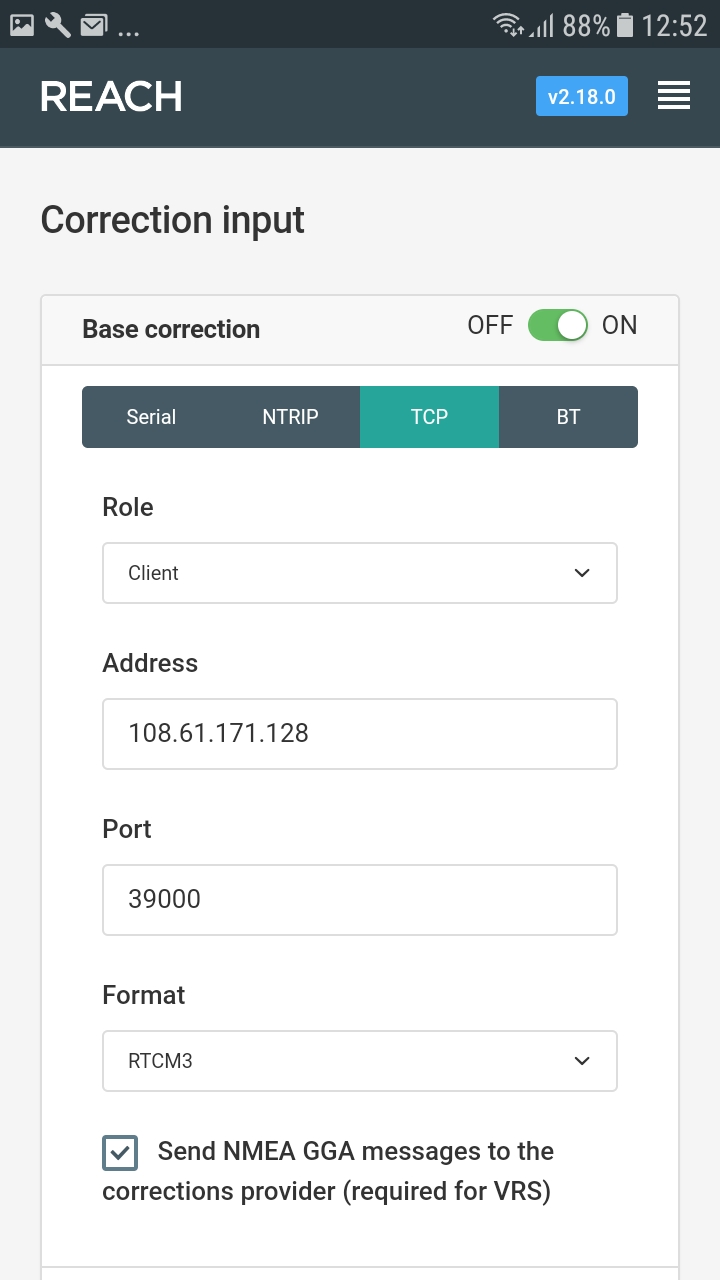 ... 88% 12:52
REACH v2.18.0
Correction input
Base correction OFF ON
Serial NTRIP TCP BT
Role
Client
Address
108.61.171.128
Port
39000
Format
RTCM3
Send NMEA GGA messages to the
corrections provider (required for VRS)